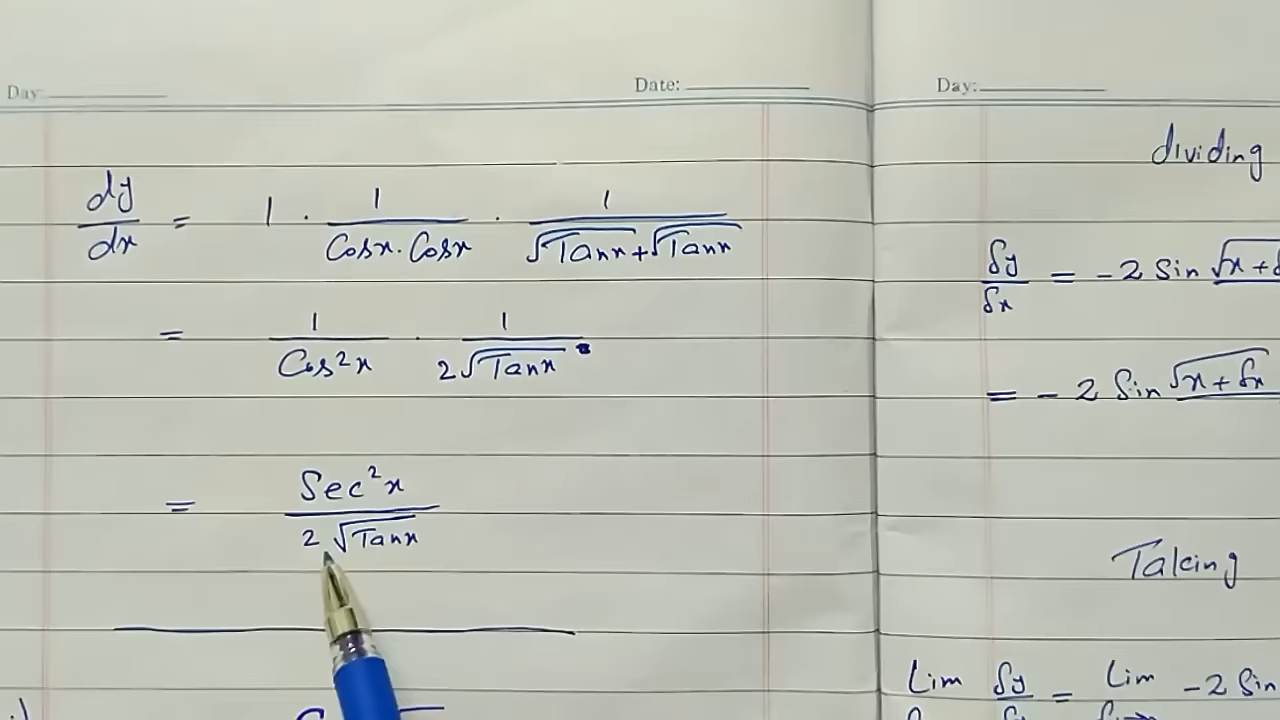 Day: Date:
dy/dx = 1 · 1/(Cosx.Cosx) · 1/(√Tanx+√Tanx)
= 1/Cos²x · 1/(2√Tanx)
= Sec²x/(2√Tanx)
Day:
dividing
δy/δx = -2 Sin √x+δ
= -2 Sin √x+δx
Taking
Lim δy = Lim -2 Sin